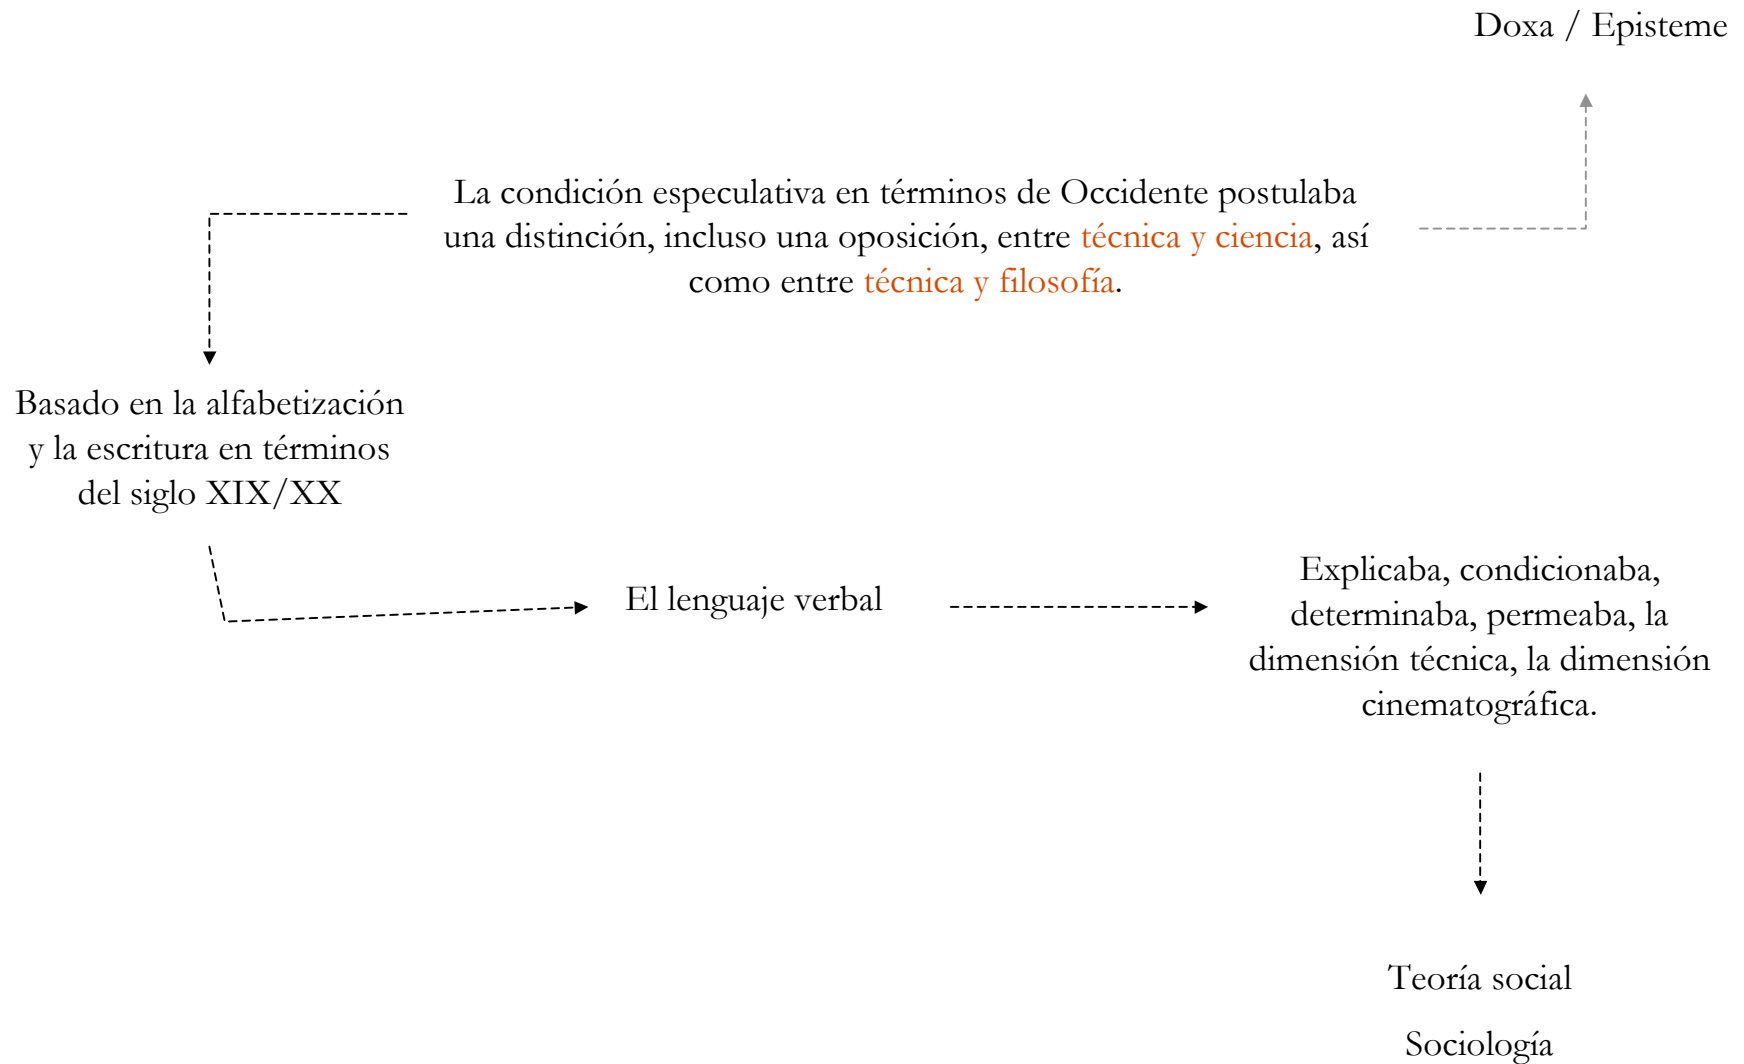 Doxa / Episteme
La condición especulativa en términos de Occidente postulaba
una distinción, incluso una oposición, entre técnica y ciencia, así
como entre técnica y filosofía.
Basado en la alfabetización
y la escritura en términos
del siglo XIX/XX
El lenguaje verbal
Explicaba, condicionaba,
determinaba, permeaba, la
dimensión técnica, la dimensión
cinematográfica.
Teoría social
Sociología